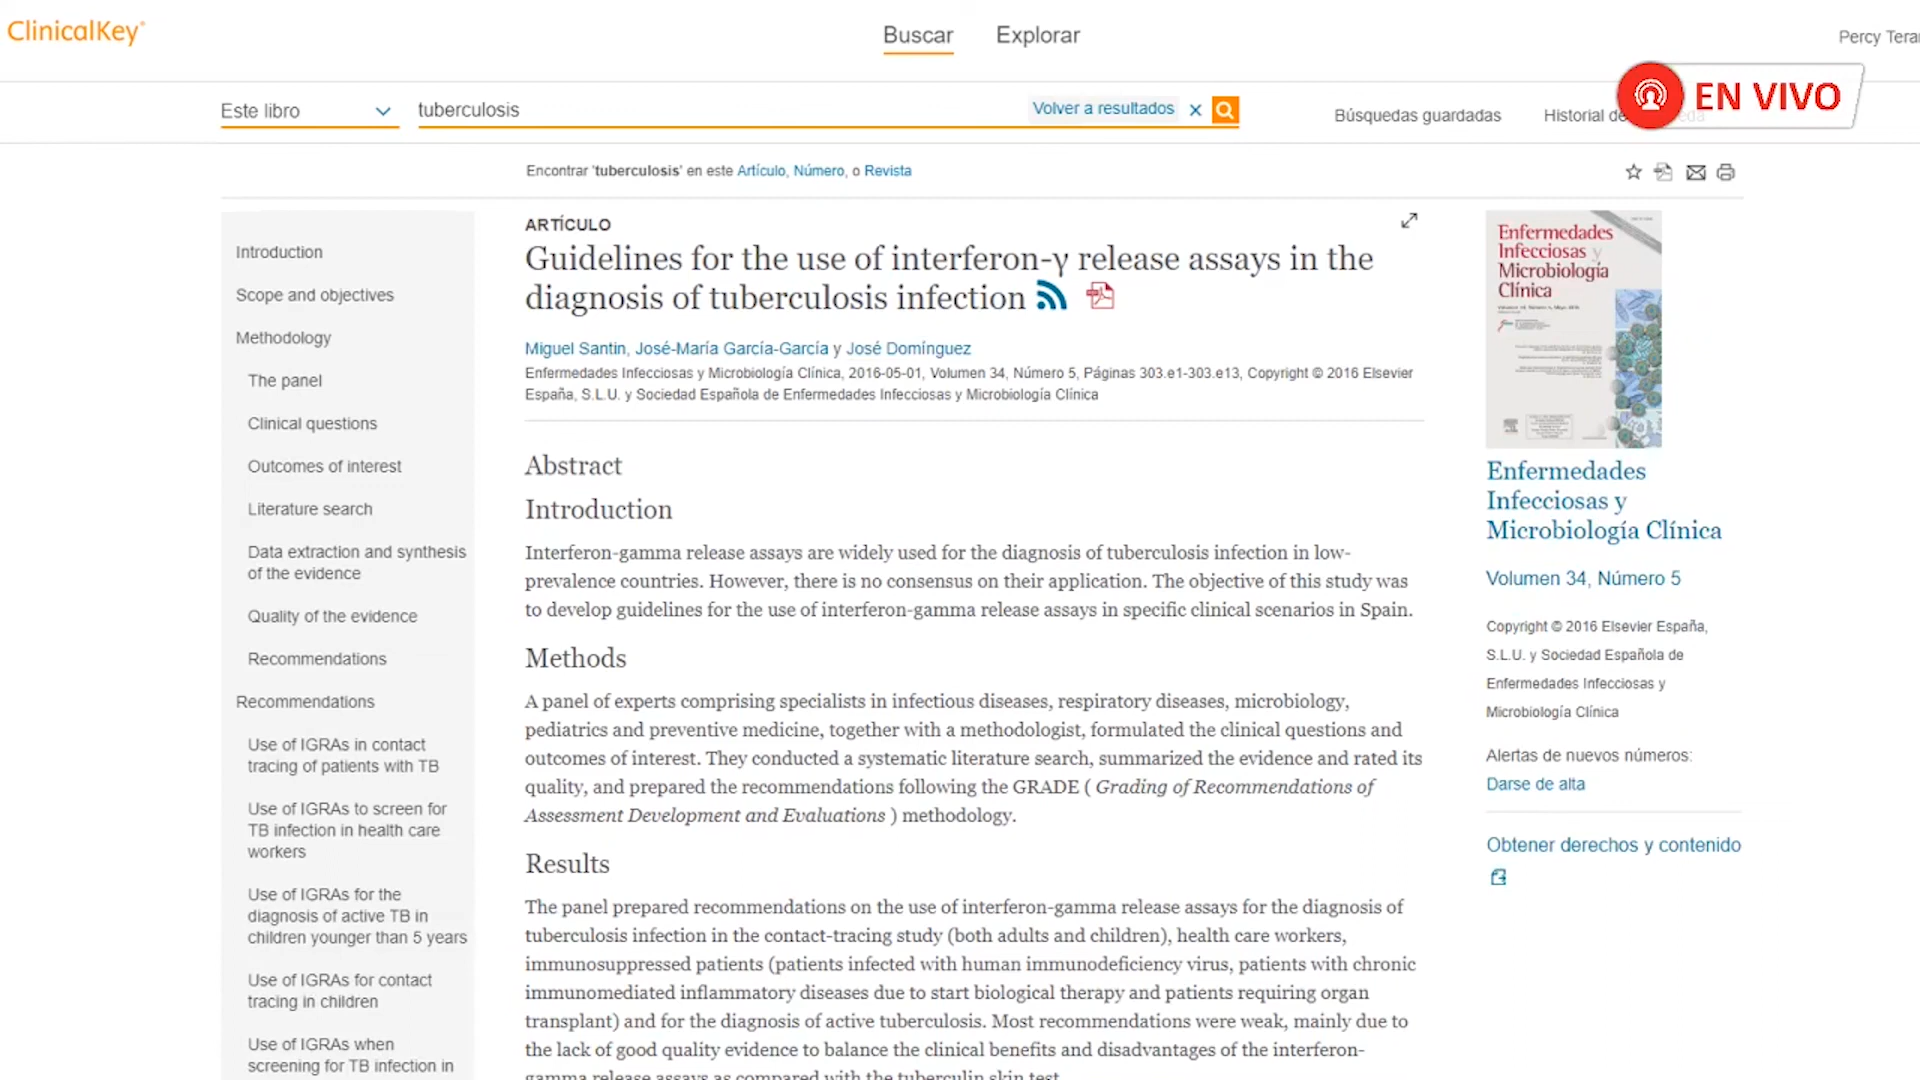 ClinicalKey®
Buscar
Explorar
Percy Tera
EN VIVO
Este libro
tuberculosis
Volver a resultados
Búsquedas guardadas
Historial de
Encontrar 'tuberculosis' en este Artículo, Número, o Revista
Introduction
Scope and objectives
Methodology
The panel
Clinical questions
Outcomes of interest
Literature search
Data extraction and synthesis
of the evidence
Quality of the evidence
Recommendations
Recommendations
Use of IGRAs in contact
tracing of patients with TB
Use of IGRAs to screen for
TB infection in health care
workers
Use of IGRAs for the
diagnosis of active TB in
children younger than 5 years
Use of IGRAs for contact
tracing in children
Use of IGRAs when
screening for TB infection in
ARTÍCULO
Guidelines for the use of interferon-γ release assays in the
diagnosis of tuberculosis infection
Miguel Santin, José-María García-García y José Domínguez
Enfermedades Infecciosas y Microbiología Clínica, 2016-05-01, Volumen 34, Número 5, Páginas 303.e1-303.e13, Copyright © 2016 Elsevier
España, S.L.U. y Sociedad Española de Enfermedades Infecciosas y Microbiología Clínica
Abstract
Introduction
Interferon-gamma release assays are widely used for the diagnosis of tuberculosis infection in low-
prevalence countries. However, there is no consensus on their application. The objective of this study was
to develop guidelines for the use of interferon-gamma release assays in specific clinical scenarios in Spain.
Methods
A panel of experts comprising specialists in infectious diseases, respiratory diseases, microbiology,
pediatrics and preventive medicine, together with a methodologist, formulated the clinical questions and
outcomes of interest. They conducted a systematic literature search, summarized the evidence and rated its
quality, and prepared the recommendations following the GRADE ( Grading of Recommendations of
Assessment Development and Evaluations ) methodology.
Results
The panel prepared recommendations on the use of interferon-gamma release assays for the diagnosis of
tuberculosis infection in the contact-tracing study (both adults and children), health care workers,
immunosuppressed patients (patients infected with human immunodeficiency virus, patients with chronic
immunomediated inflammatory diseases due to start biological therapy and patients requiring organ
transplant) and for the diagnosis of active tuberculosis. Most recommendations were weak, mainly due to
the lack of good quality evidence to balance the clinical benefits and disadvantages of the interferon-
gamma release assays as compared with the tuberculin skin test.
Enfermedades
Infecciosas y
Microbiología
Clínica
Enfermedades
Infecciosas y
Microbiología Clínica
Volumen 34, Número 5
Copyright © 2016 Elsevier España,
S.L.U. y Sociedad Española de
Enfermedades Infecciosas y
Microbiología Clínica
Alertas de nuevos números:
Darse de alta
Obtener derechos y contenido